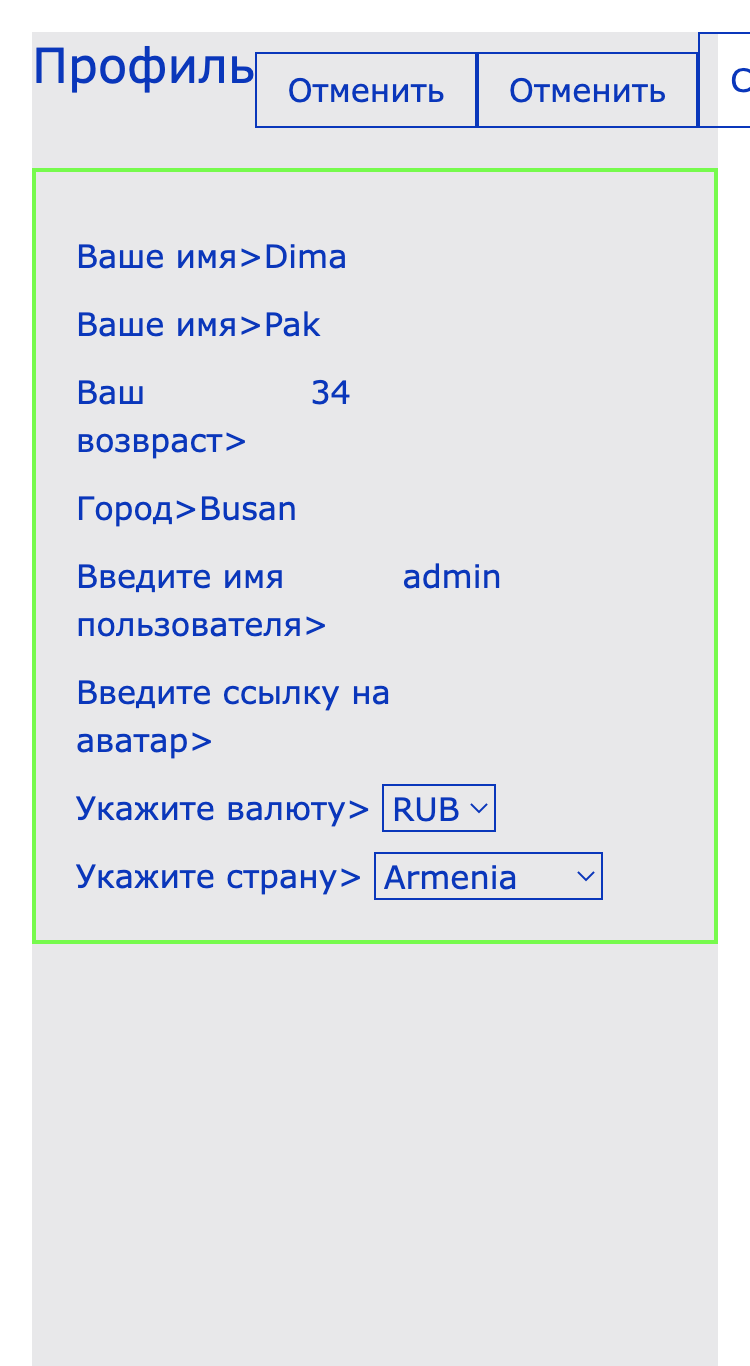 Профиль Отменить Отменить
Ваше имя>Dima
Ваше имя>Pak
Ваш 34
возвраст>
Город>Busan
Введите имя admin
пользователя>
Введите ссылку на
аватар>
Укажите валюту> RUB
Укажите страну> Armenia